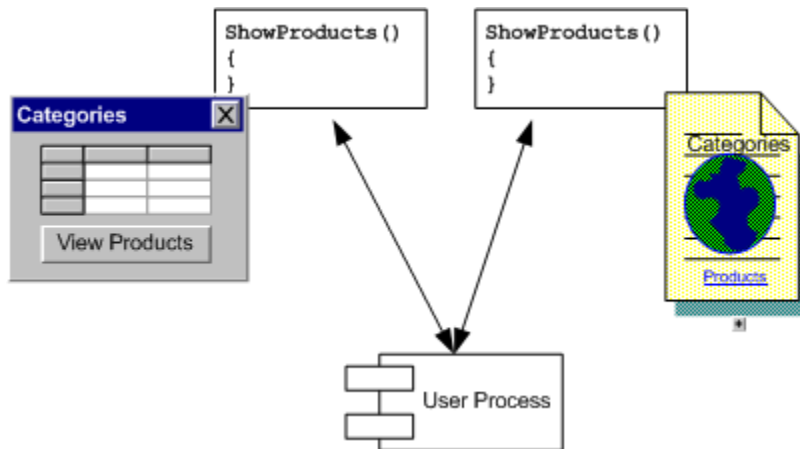 ShowProducts()
{
}
ShowProducts()
{
}
Categories
View Products
Categories
Products
User Process